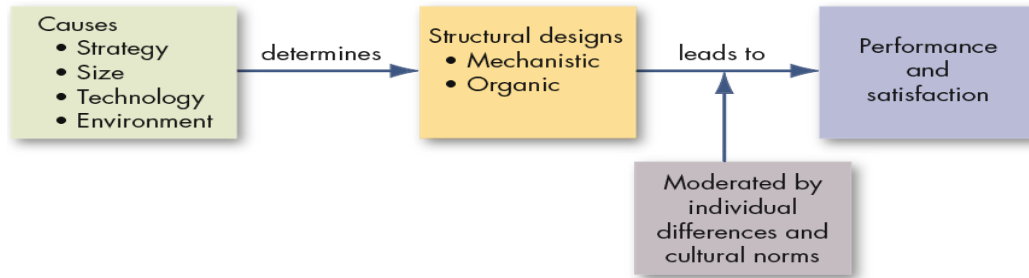 Causes
• Strategy
• Size
• Technology
• Environment
determines
Structural designs
• Mechanistic
• Organic
leads to
Performance
and
satisfaction
Moderated by
individual
differences and
cultural norms